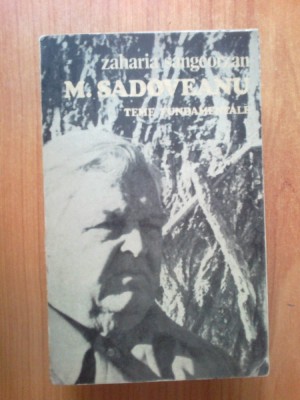 zaharia sângeorzan
M. SADOVEANU
TEME FUNDAMENTALE